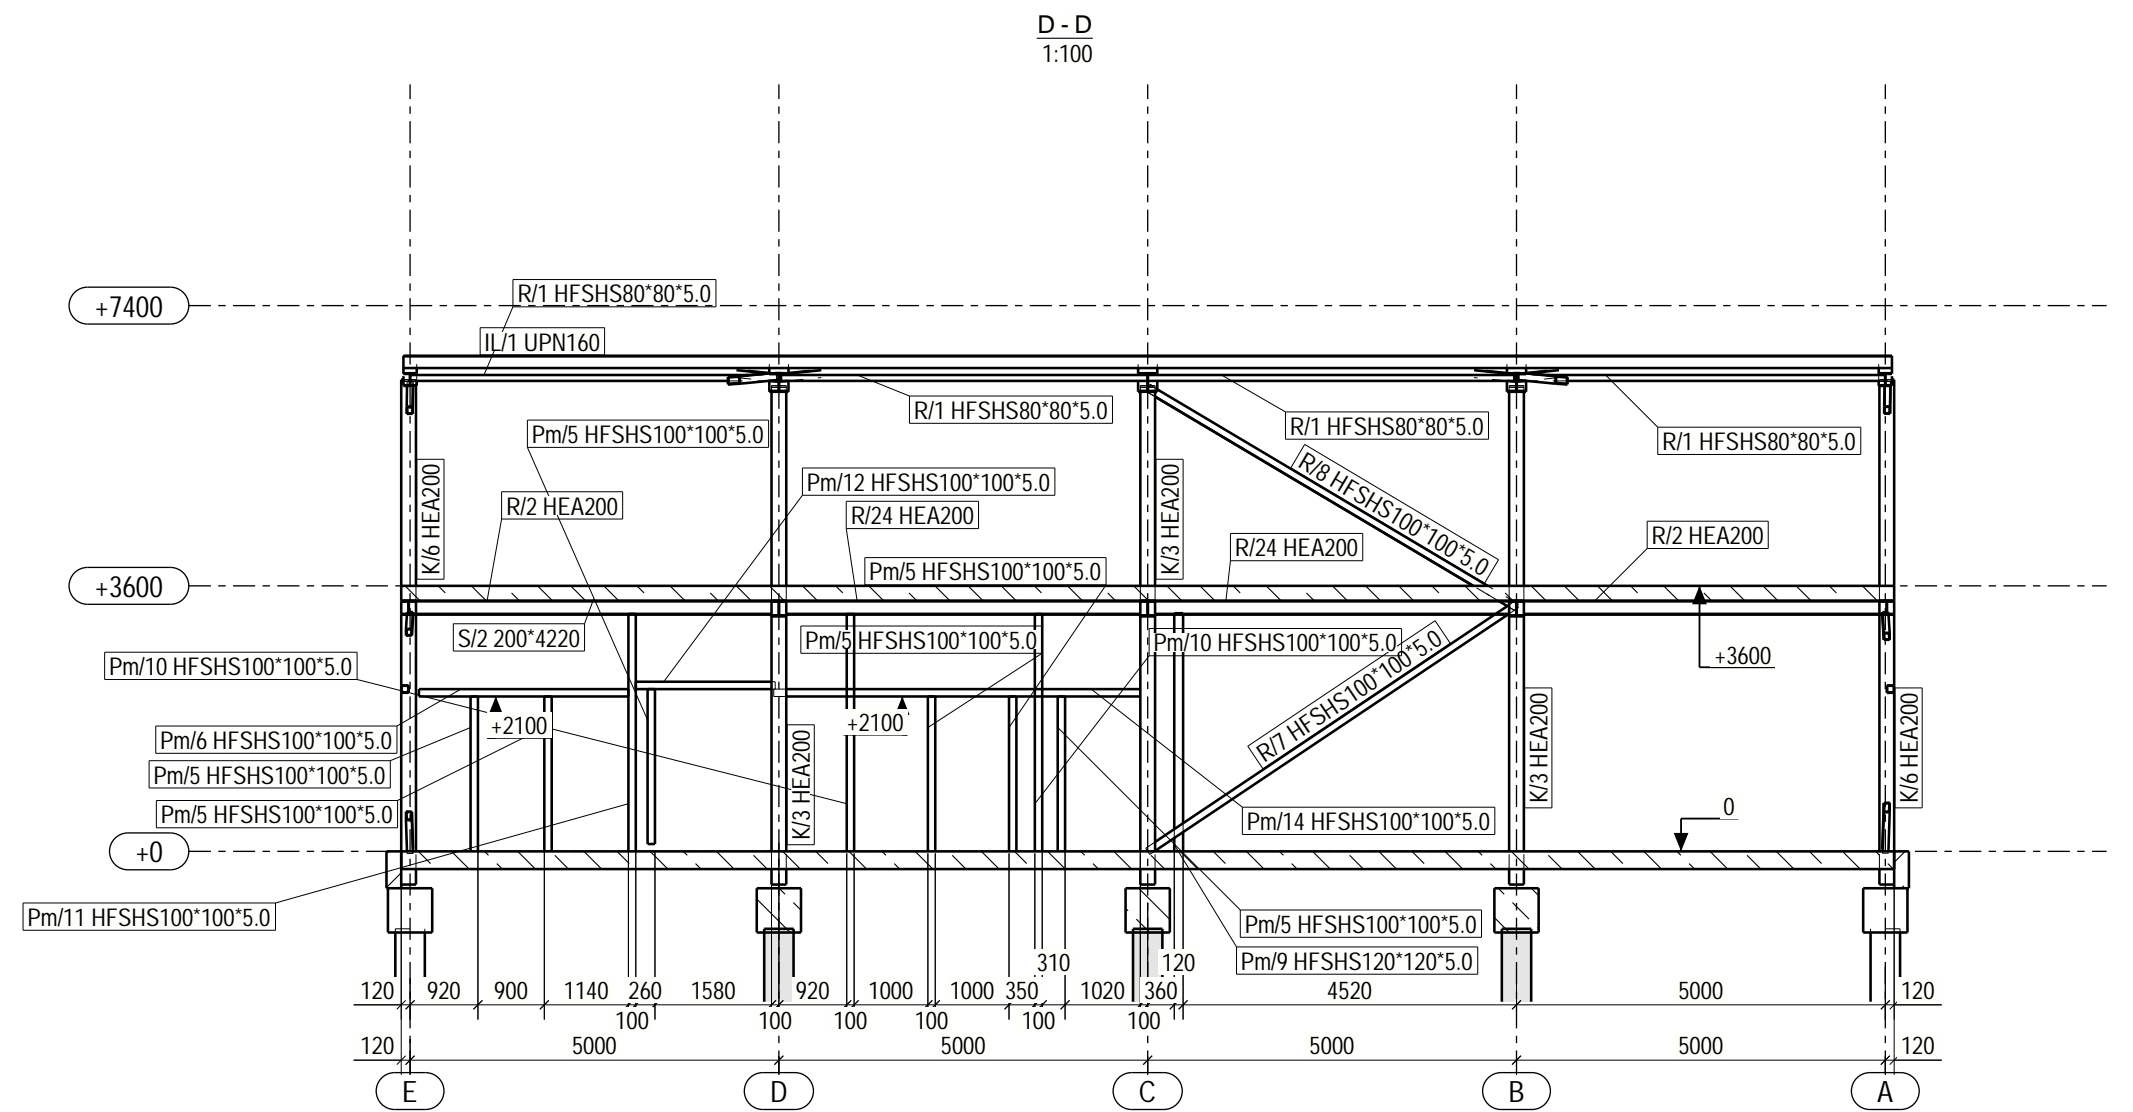 D - D
1:100
R/1 HFSHS80*80*5.0
+7400
IL/1 UPN160
R/1 HFSHS80*80*5.0
R/1 HFSHS80*80*5.0
R/1 HFSHS80*80*5.0
Pm/5 HFSHS100*100*5.0
K/6 HEA200
Pm/12 HFSHS100*100*5.0
K/3 HEA200
R/8 HFSHS100*100*5.0
R/2 HEA200
R/24 HEA200
R/24 HEA200
R/2 HEA200
Pm/5 HFSHS100*100*5.0
+3600
S/2 200*4220
Pm/5 HFSHS100*100*5.0
Pm/10 HFSHS100*100*5.0
+3600
Pm/10 HFSHS100*100*5.0
R/7 HFSHS100*100*5.0
+2100
+2100
Pm/6 HFSHS100*100*5.0
Pm/5 HFSHS100*100*5.0
K/3 HEA200
K/3 HEA200
K/6 HEA200
Pm/5 HFSHS100*100*5.0
0
Pm/14 HFSHS100*100*5.0
+0
Pm/11 HFSHS100*100*5.0
Pm/5 HFSHS100*100*5.0
Pm/9 HFSHS120*120*5.0
310
120
120 920 900 1140 260 1580 920 1000 1000 350 1020 360 4520 5000 120
100 100 100 100 100 100
120 5000 5000 5000 5000 120
E D C B A